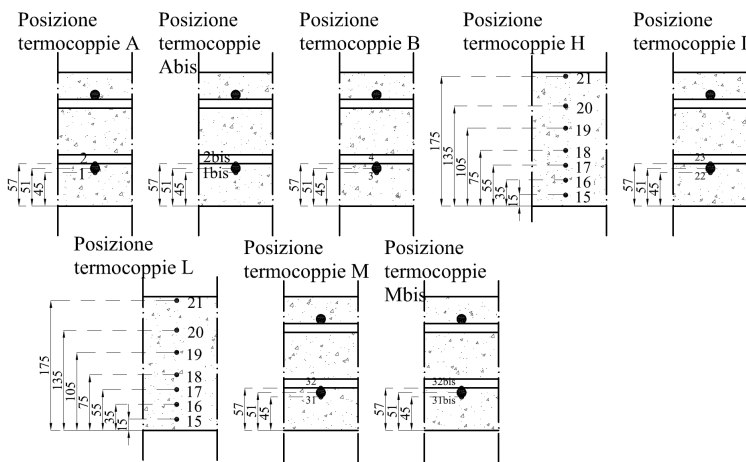 Posizione
termocoppie A
2
1
57
51
45
Posizione
termocoppie
Abis
2bis
1bis
57
51
45
Posizione
termocoppie B
4
3
57
51
45
Posizione
termocoppie H
21
20
19
18
17
16
15
175
135
105
75
55
35
15
Posizione
termocoppie I
23
22
57
51
45
Posizione
termocoppie L
21
20
19
18
17
16
15
175
135
105
75
55
35
15
Posizione
termocoppie M
32
31
57
51
45
Posizione
termocoppie
Mbis
32bis
31bis
57
51
45